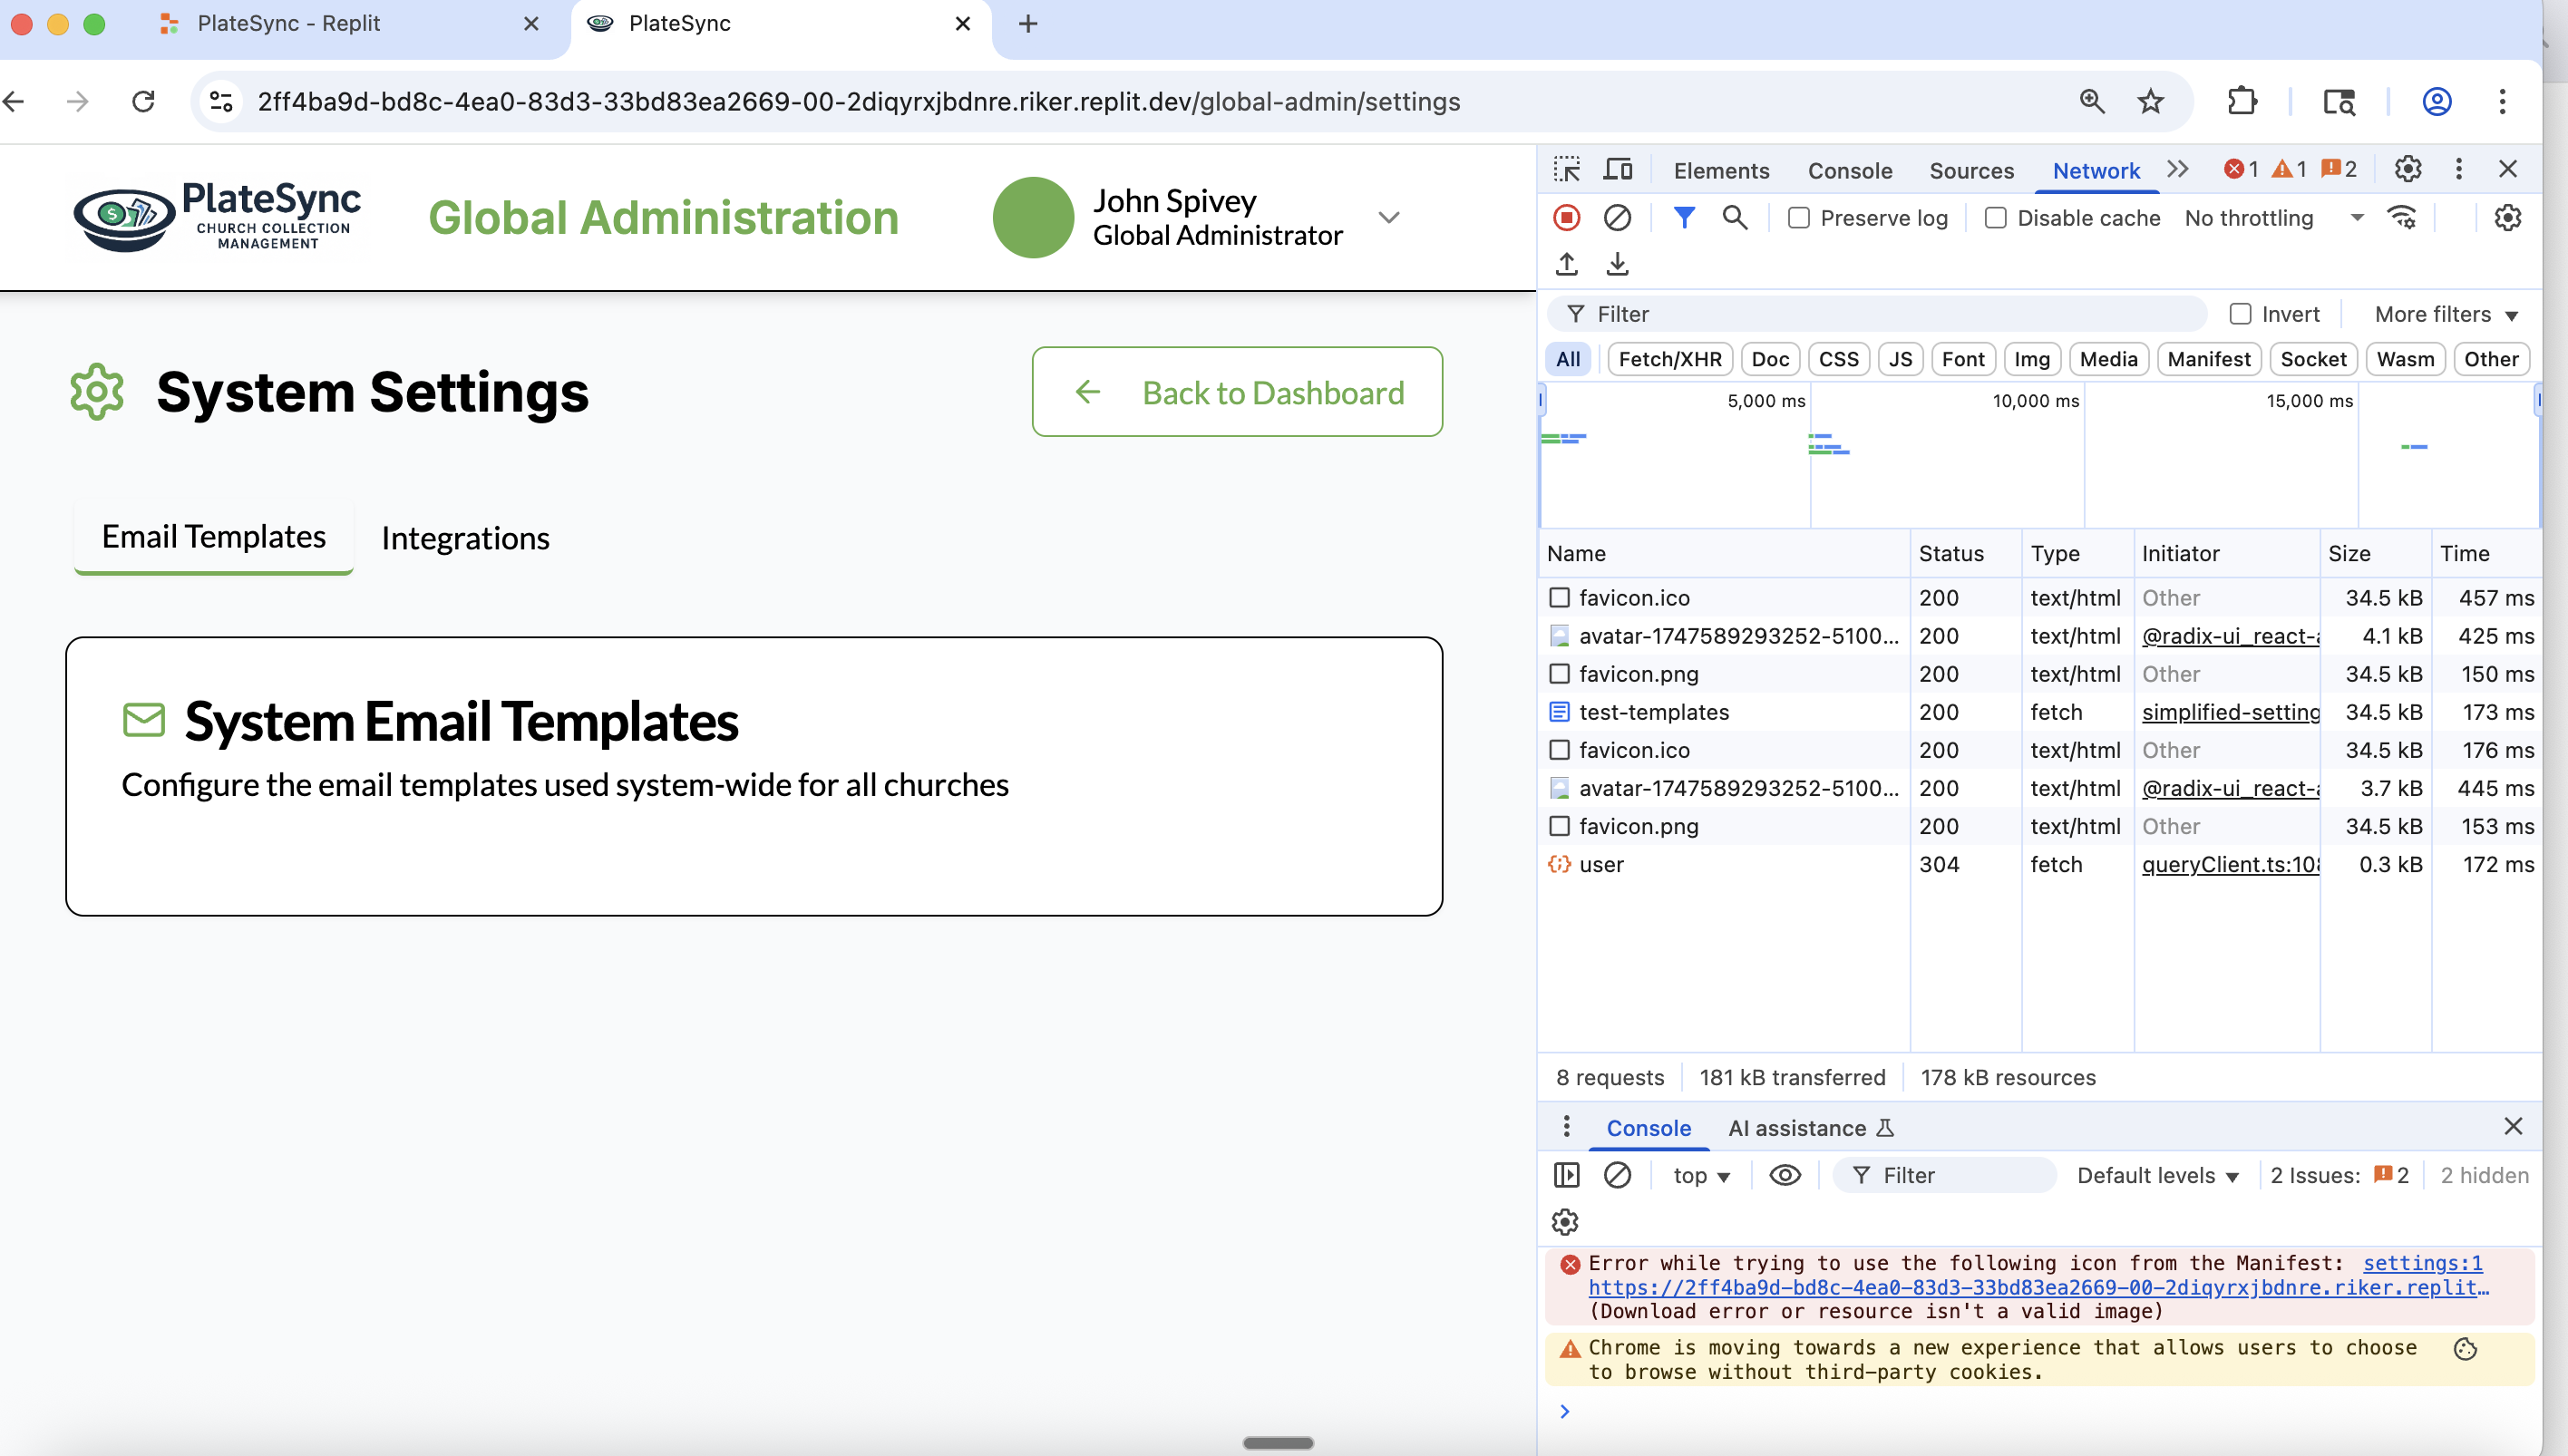 PlateSync - Replit
PlateSync
2ff4ba9d-bd8c-4ea0-83d3-33bd83ea2669-00-2diqyrxjbdnre.riker.replit.dev/global-admin/settings
PlateSync
CHURCH COLLECTION
MANAGEMENT
Global Administration
John Spivey
Global Administrator
System Settings
Back to Dashboard
Email Templates
Integrations
System Email Templates
Configure the email templates used system-wide for all churches
Elements Console Sources Network 1 1 2
Preserve log Disable cache No throttling
Filter Invert More filters
All Fetch/XHR Doc CSS JS Font Img Media Manifest Socket Wasm Other
5,000 ms 10,000 ms 15,000 ms
Name Status Type Initiator Size Time
favicon.ico 200 text/html Other 34.5 kB 457 ms
avatar-1747589293252-5100... 200 text/html @radix-ui_react-a 4.1 kB 425 ms
favicon.png 200 text/html Other 34.5 kB 150 ms
test-templates 200 fetch simplified-setting 34.5 kB 173 ms
favicon.ico 200 text/html Other 34.5 kB 176 ms
avatar-1747589293252-5100... 200 text/html @radix-ui_react-a 3.7 kB 445 ms
favicon.png 200 text/html Other 34.5 kB 153 ms
user 304 fetch queryClient.ts:108 0.3 kB 172 ms
8 requests 181 kB transferred 178 kB resources
Console AI assistance
top Filter Default levels 2 Issues: 2 2 hidden
Error while trying to use the following icon from the Manifest: settings:1
https://2ff4ba9d-bd8c-4ea0-83d3-33bd83ea2669-00-2diqyrxjbdnre.riker.replit…
(Download error or resource isn't a valid image)
Chrome is moving towards a new experience that allows users to choose
to browse without third-party cookies.